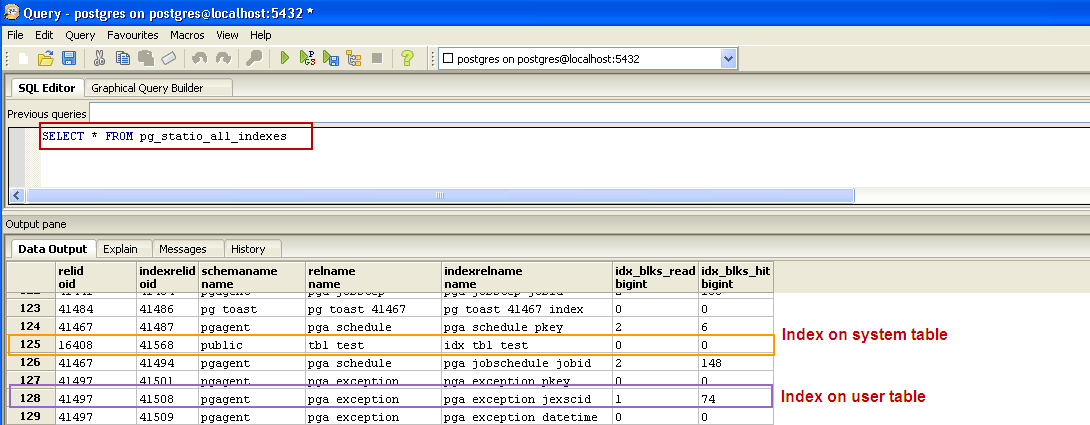 Query - postgres on postgres@localhost:5432 *
File Edit Query Favourites Macros View Help
postgres on postgres@localhost:5432
SQL Editor Graphical Query Builder
Previous queries
SELECT * FROM pg_statio_all_indexes
Output pane
Data Output Explain Messages History
relid indexrelid schemaname relname indexrelname idx_blks_read idx_blks_hit
oid oid name name name bigint bigint
123 41484 41486 pg_toast pg_toast_41467 pg_toast_41467_index 0 0
124 41467 41487 pgagent pga_schedule pga_schedule_pkey 2 6
125 16408 41568 public tbl_test idx_tbl_test 0 0 Index on system table
126 41467 41494 pgagent pga_schedule pga_jobschedule_jobid 2 148
127 41497 41501 pgagent pga_exception pga_exception_pkey 0 0
128 41497 41508 pgagent pga_exception pga_exception_jexscid 1 74 Index on user table
129 41497 41509 pgagent pga_exception pga_exception_datetime 0 0